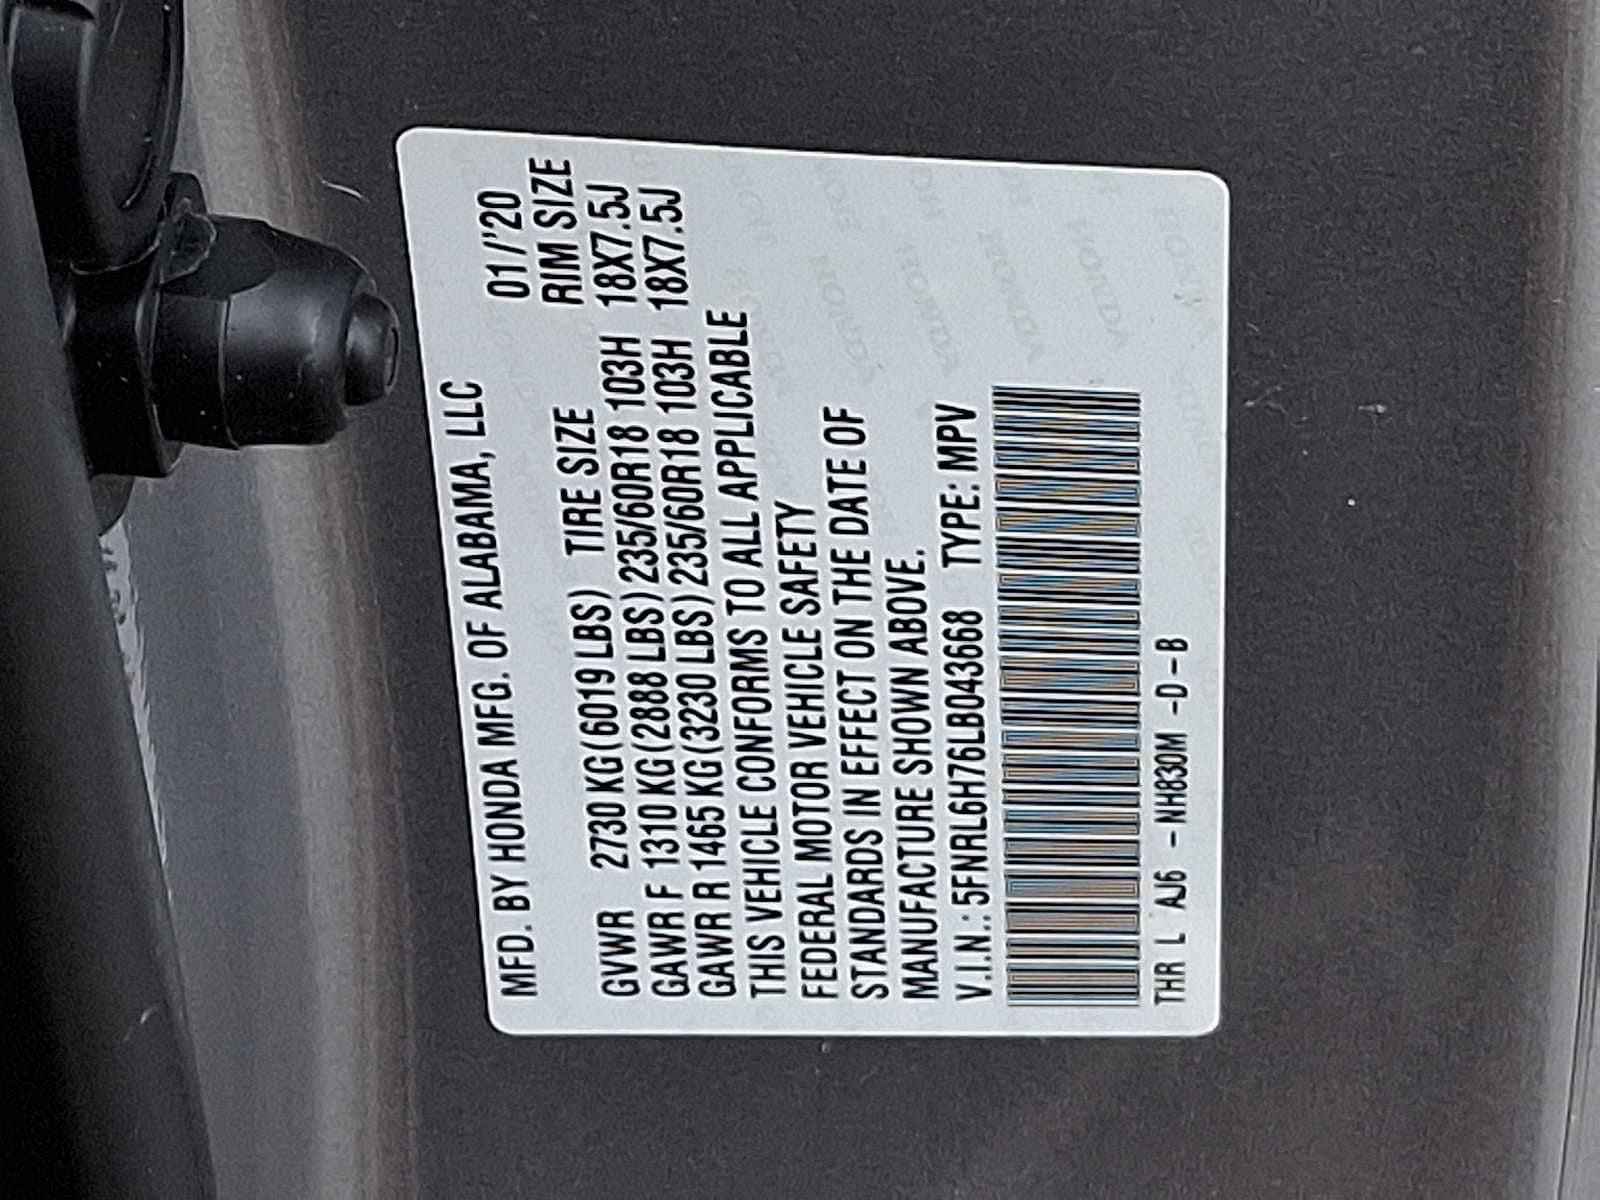 MFD. BY HONDA MFG. OF ALABAMA, LLC
01/'20
TIRE SIZE RIM SIZE
GVWR 2730 KG(6019 LBS)
GAWR F 1310 KG(2888 LBS) 235/60R18 103H 18X7.5J
GAWR R 1465 KG(3230 LBS) 235/60R18 103H 18X7.5J
THIS VEHICLE CONFORMS TO ALL APPLICABLE
FEDERAL MOTOR VEHICLE SAFETY
STANDARDS IN EFFECT ON THE DATE OF
MANUFACTURE SHOWN ABOVE.
V.I.N.: 5FNRL6H76LB043668 TYPE: MPV
THR L AJ6 -NH830M -D-B